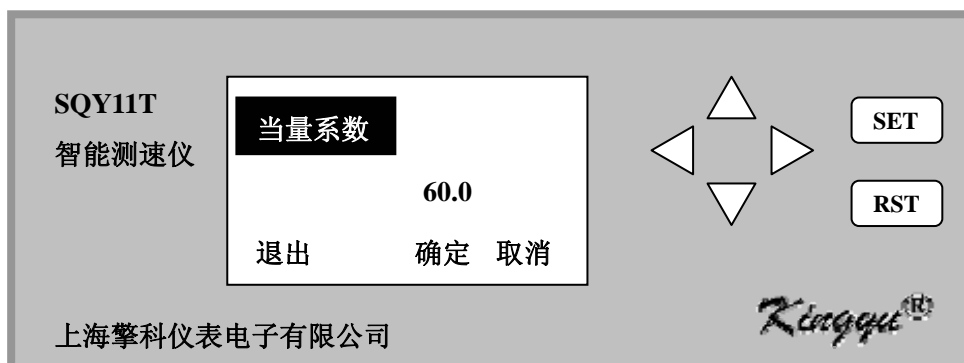 SQY11T
智能测速仪
当量系数
60.0
退出 确定 取消
SET
RST
上海擎科仪表电子有限公司
Kingyu®